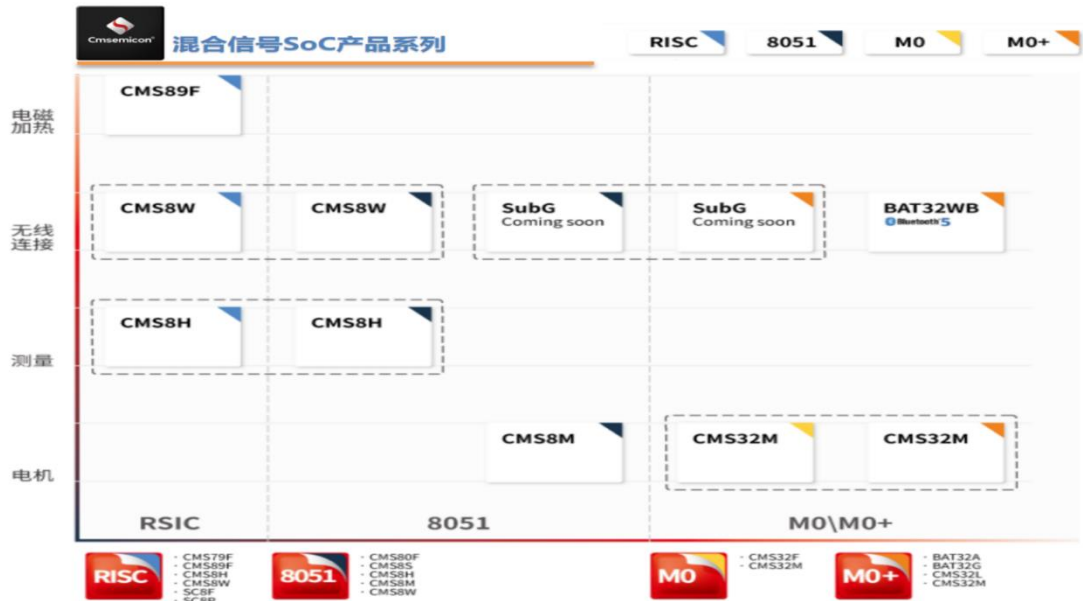 Cmsemicon
混合信号SoC产品系列
RISC
8051
M0
M0+
电磁
加热
CMS89F
无线
连接
CMS8W
CMS8W
SubG
Coming soon
SubG
Coming soon
BAT32WB
Bluetooth 5
测量
CMS8H
CMS8H
电机
CMS8M
CMS32M
CMS32M
RSIC
8051
M0\M0+
RISC
· CMS79F
· CMS89F
· CMS8H
· CMS8W
· SC8F
· SC8P
8051
· CMS80F
· CMS8S
· CMS8H
· CMS8M
· CMS8W
M0
· CMS32F
· CMS32M
M0+
· BAT32A
· BAT32G
· CMS32L
· CMS32M